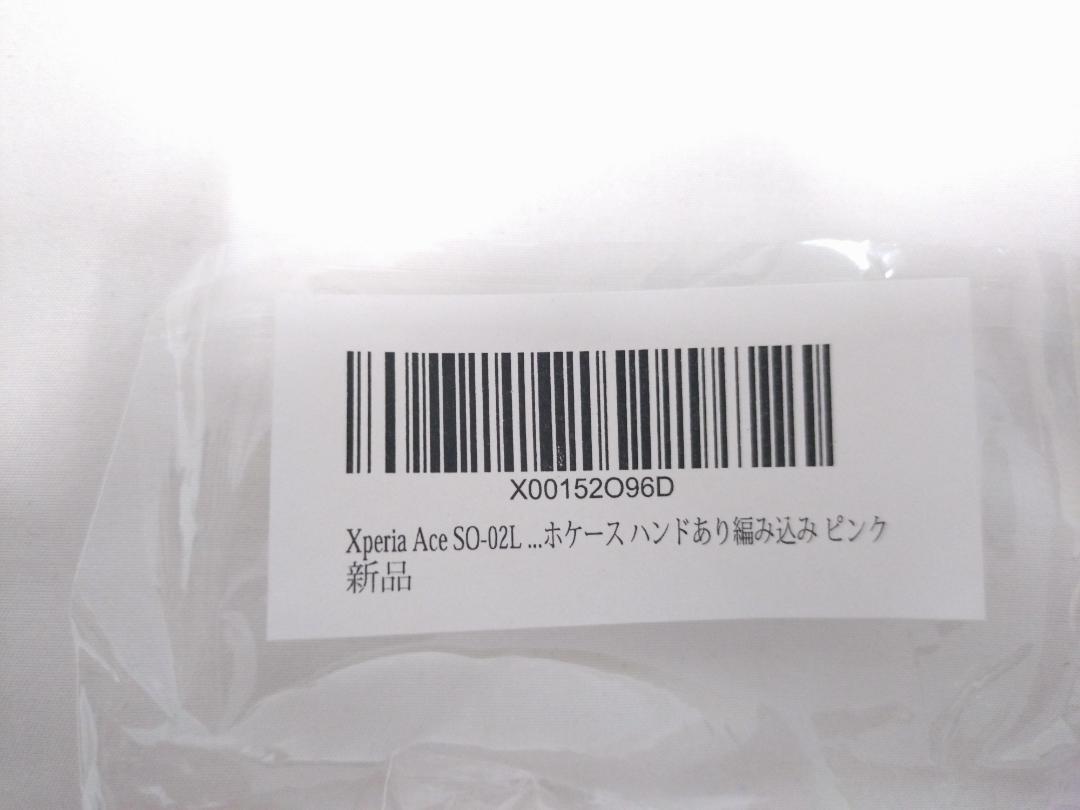 X00152O96D
Xperia Ace SO-02L ...ホケース ハンドあり編み込み ピンク
新品